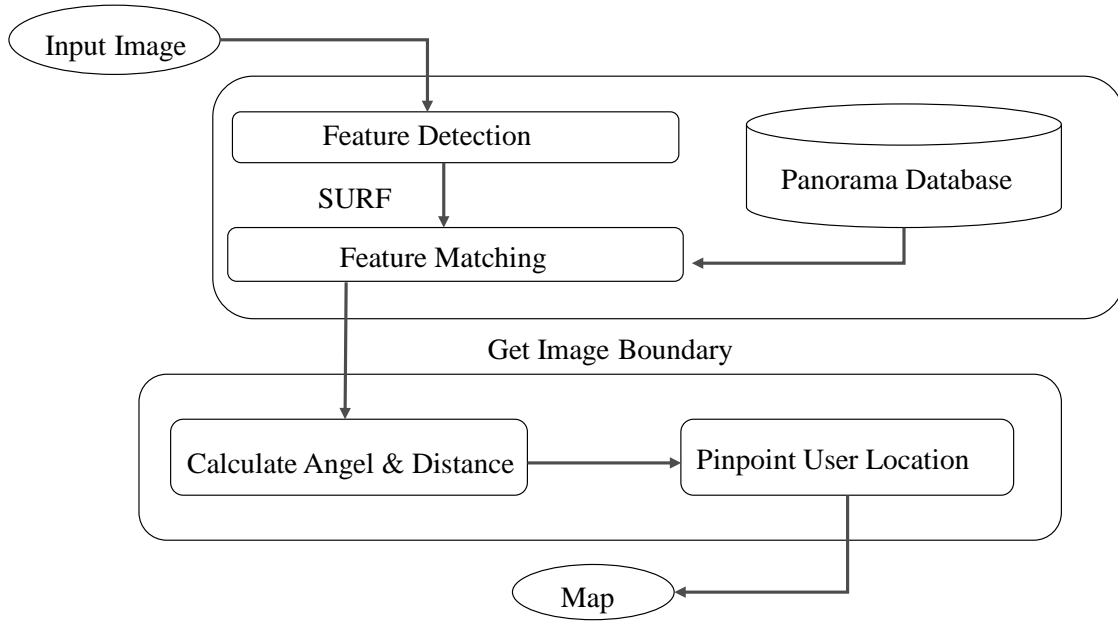 Input Image
Feature Detection
Panorama Database
SURF
Feature Matching
Get Image Boundary
Calculate Angel & Distance
Pinpoint User Location
Map